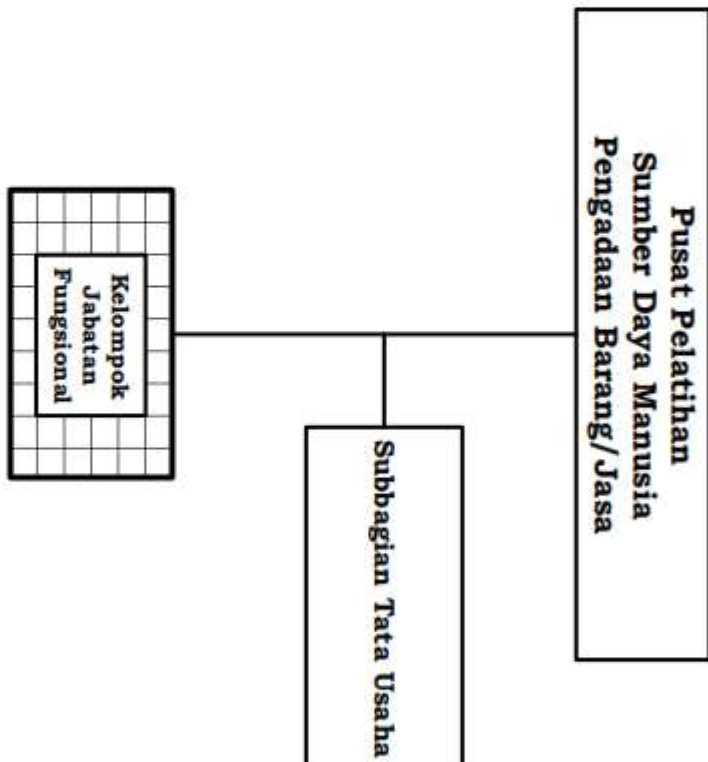 Pusat Pelatihan
Sumber Daya Manusia
Pengadaan Barang/Jasa
Subbagian Tata Usaha
Kelompok
Jabatan
Fungsional